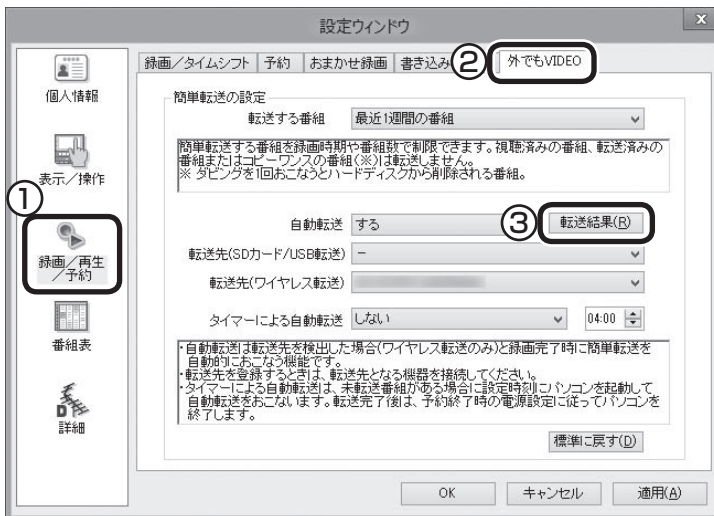 設定ウィンドウ
x
個人情報
表示／操作
①
録画／再生
／予約
番組表
詳細
録画／タイムシフト 予約 おまかせ録画 書き込み ② 外でもVIDEO
簡単転送の設定
転送する番組 最近1週間の番組
簡単転送する番組を録画時期や番組数で制限できます。視聴済みの番組、転送済みの
番組またはコピーワンスの番組(※)は転送しません。
※ ダビングを1回おこなうとハードディスクから削除される番組。
自動転送 する ③ 転送結果(R)
転送先(SDカード/USB転送) －
転送先(ワイヤレス転送)
タイマーによる自動転送 しない 04:00
・自動転送は転送先を検出した場合(ワイヤレス転送のみ)と録画完了時に簡単転送を
自動的におこなう機能です。
・転送先を登録するときは、転送先となる機器を接続してください。
・タイマーによる自動転送は、未転送番組がある場合に設定時刻にパソコンを起動して
自動転送をおこないます。転送完了後は、予約終了時の電源設定に従ってパソコンを
終了します。
標準に戻す(D)
OK キャンセル 適用(A)